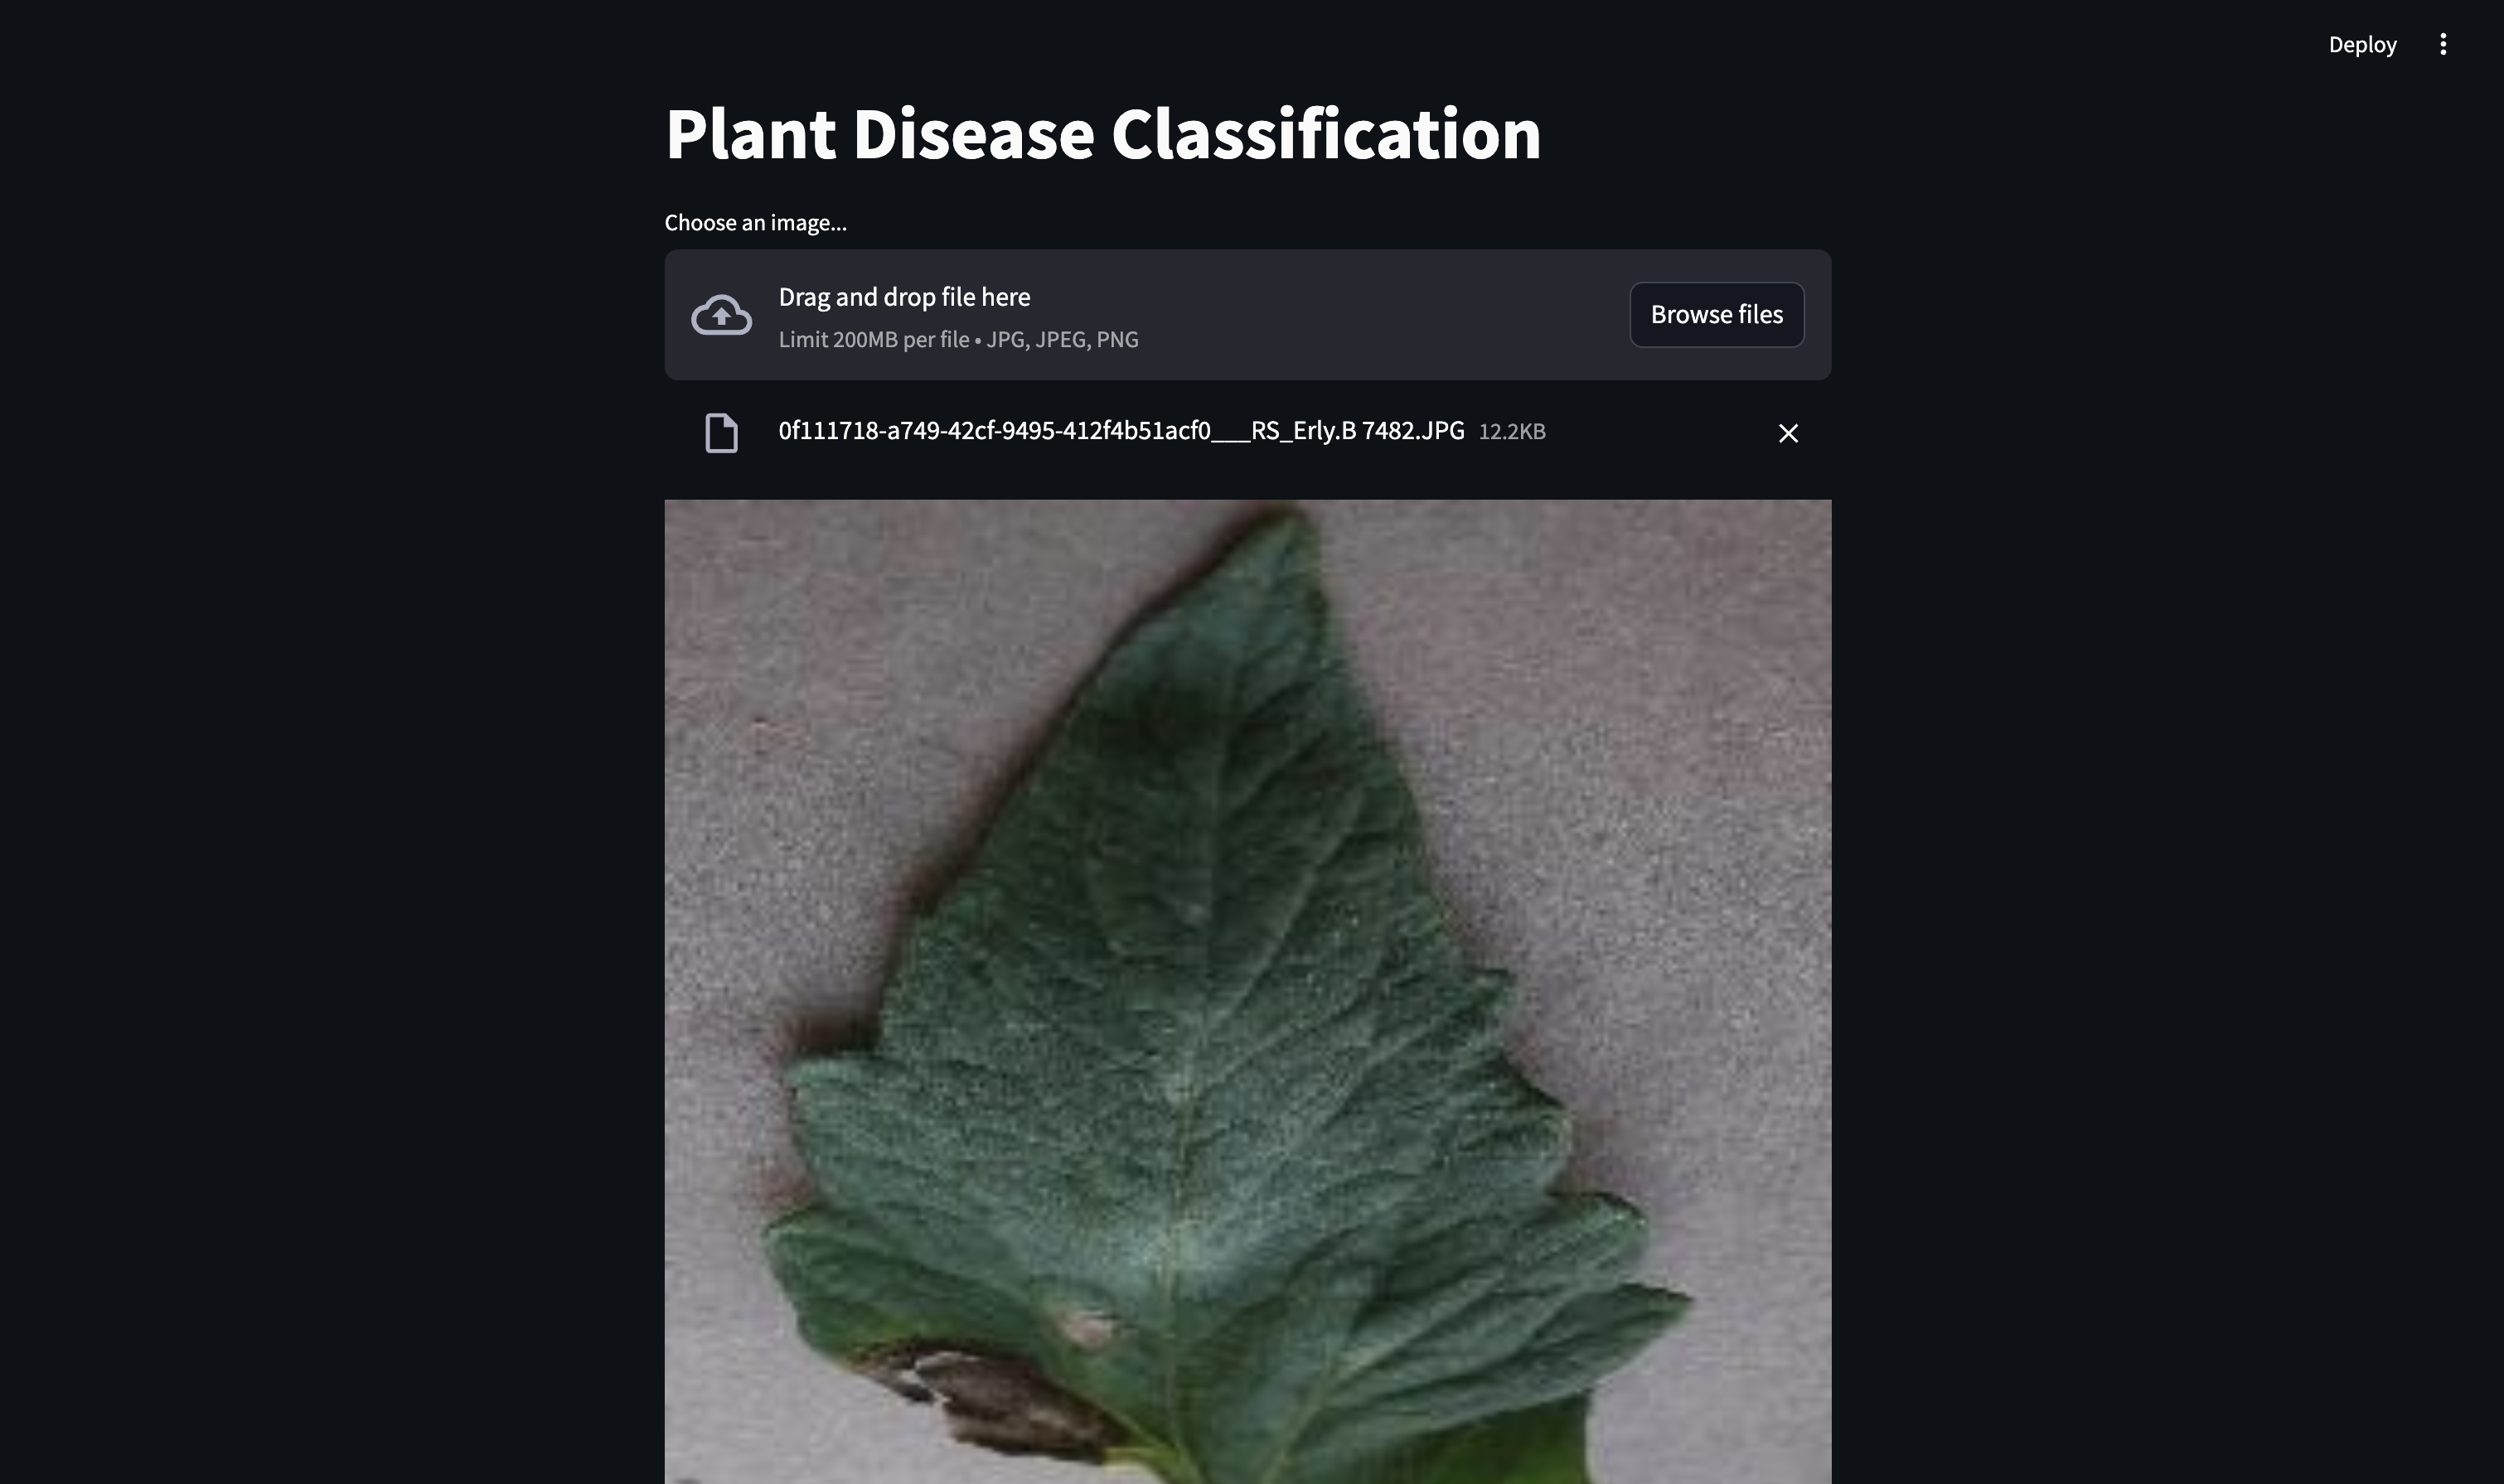 Deploy
Plant Disease Classification
Choose an image...
Drag and drop file here
Limit 200MB per file • JPG, JPEG, PNG
Browse files
0f111718-a749-42cf-9495-412f4b51acf0___RS_Erly.B 7482.JPG 12.2KB